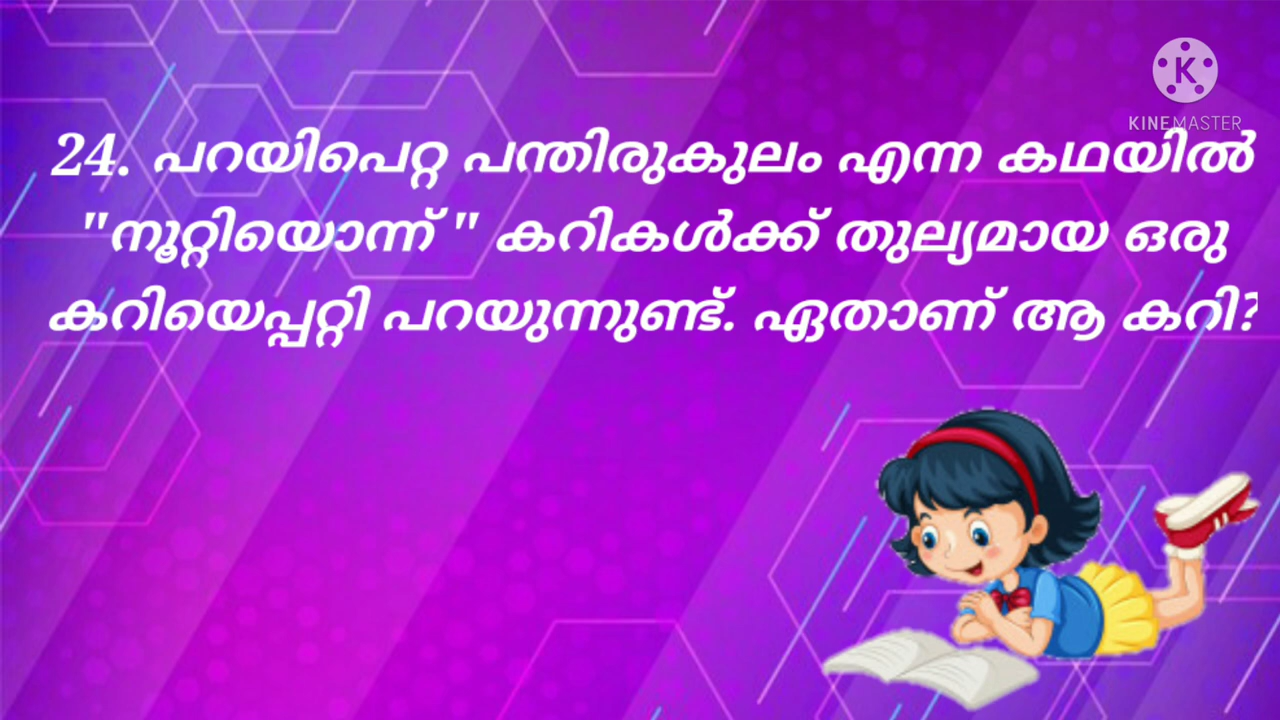 K
KINEMASTER
24. പറയിപെറ്റ പന്തിരുകുലം എന്ന കഥയിൽ
"നൂറ്റിയൊന്ന് " കറികൾക്ക് തുല്യമായ ഒരു
കറിയെപ്പറ്റി പറയുന്നുണ്ട്. ഏതാണ് ആ കറി?